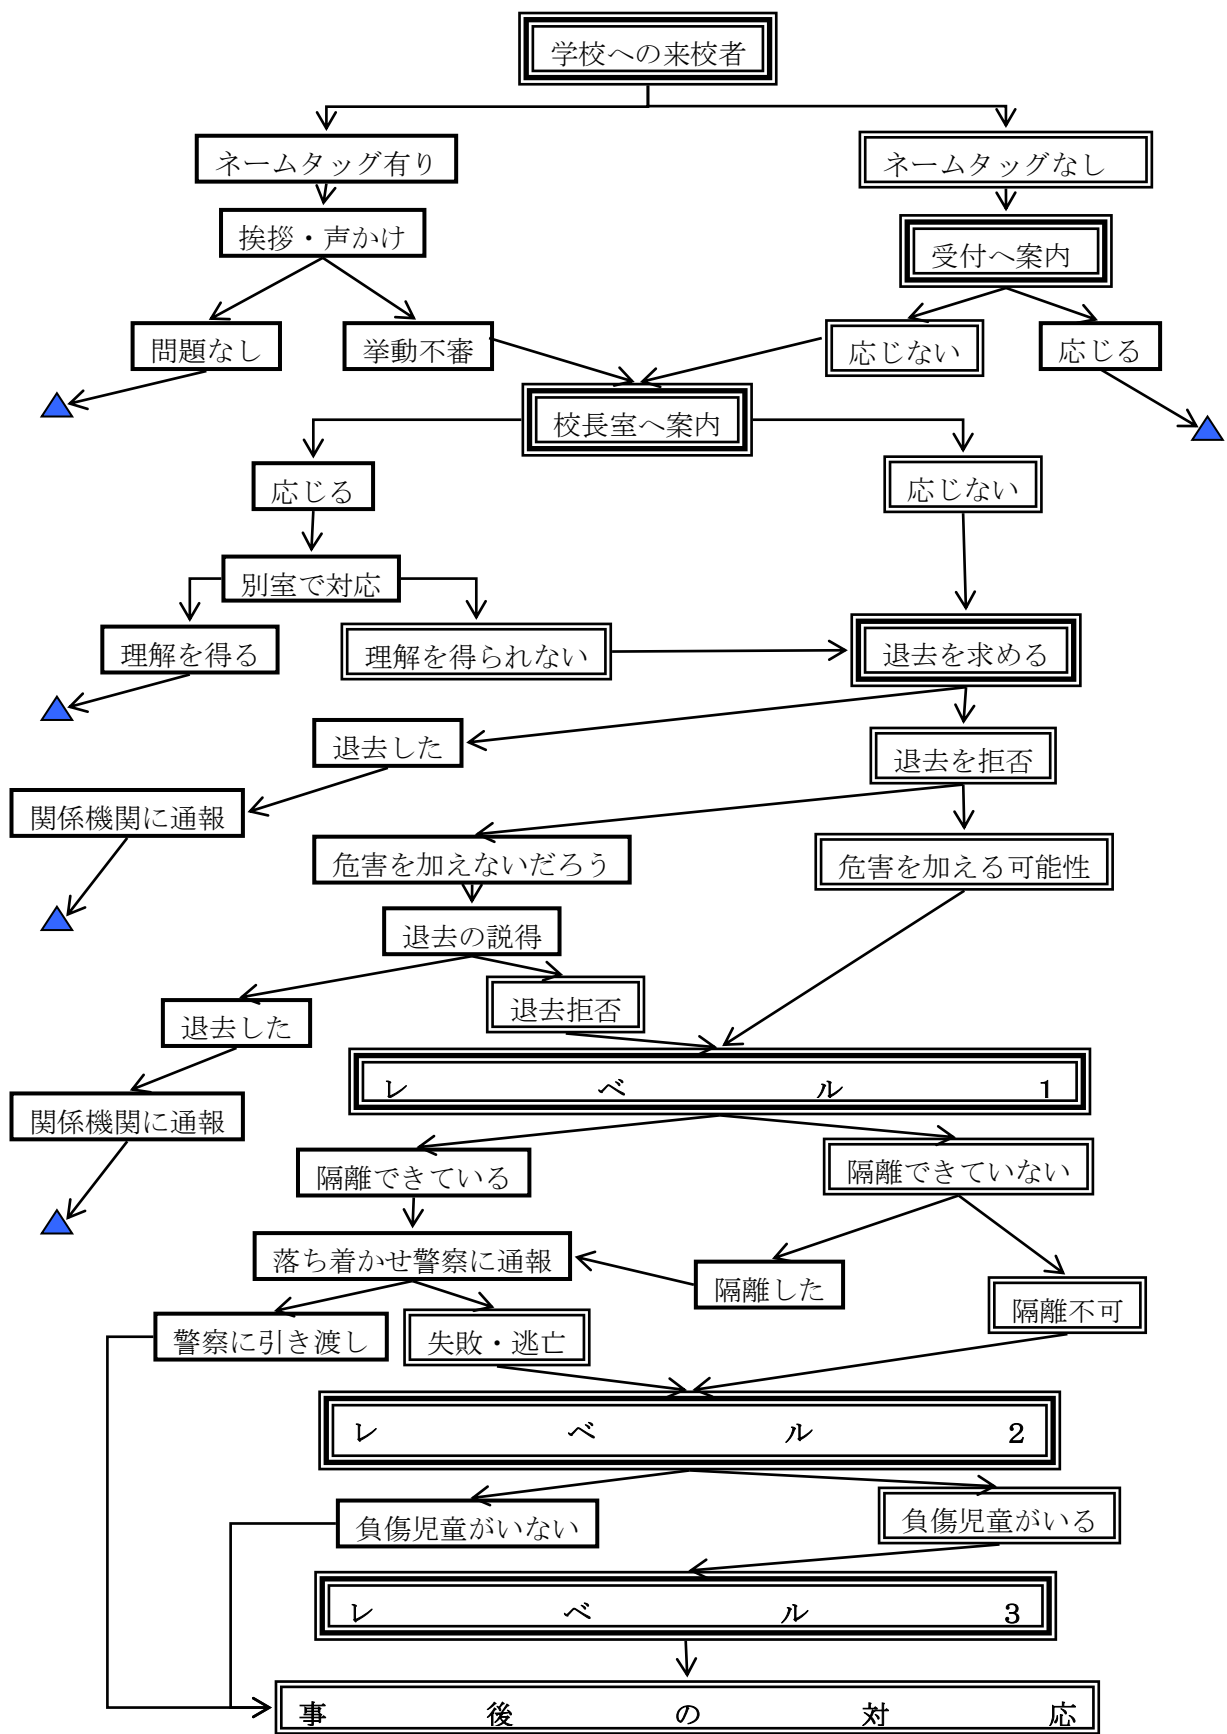 学校への来校者
ネームタッグ有り
ネームタッグなし
挨拶・声かけ
受付へ案内
問題なし
挙動不審
応じない
応じる
校長室へ案内
応じる
応じない
別室で対応
理解を得る
理解を得られない
退去を求める
退去した
退去を拒否
関係機関に通報
危害を加えないだろう
危害を加える可能性
退去の説得
退去した
退去拒否
レベル１
関係機関に通報
隔離できている
隔離できていない
落ち着かせ警察に通報
隔離した
隔離不可
警察に引き渡し
失敗・逃亡
レベル２
負傷児童がいない
負傷児童がいる
レベル３
事後の対応